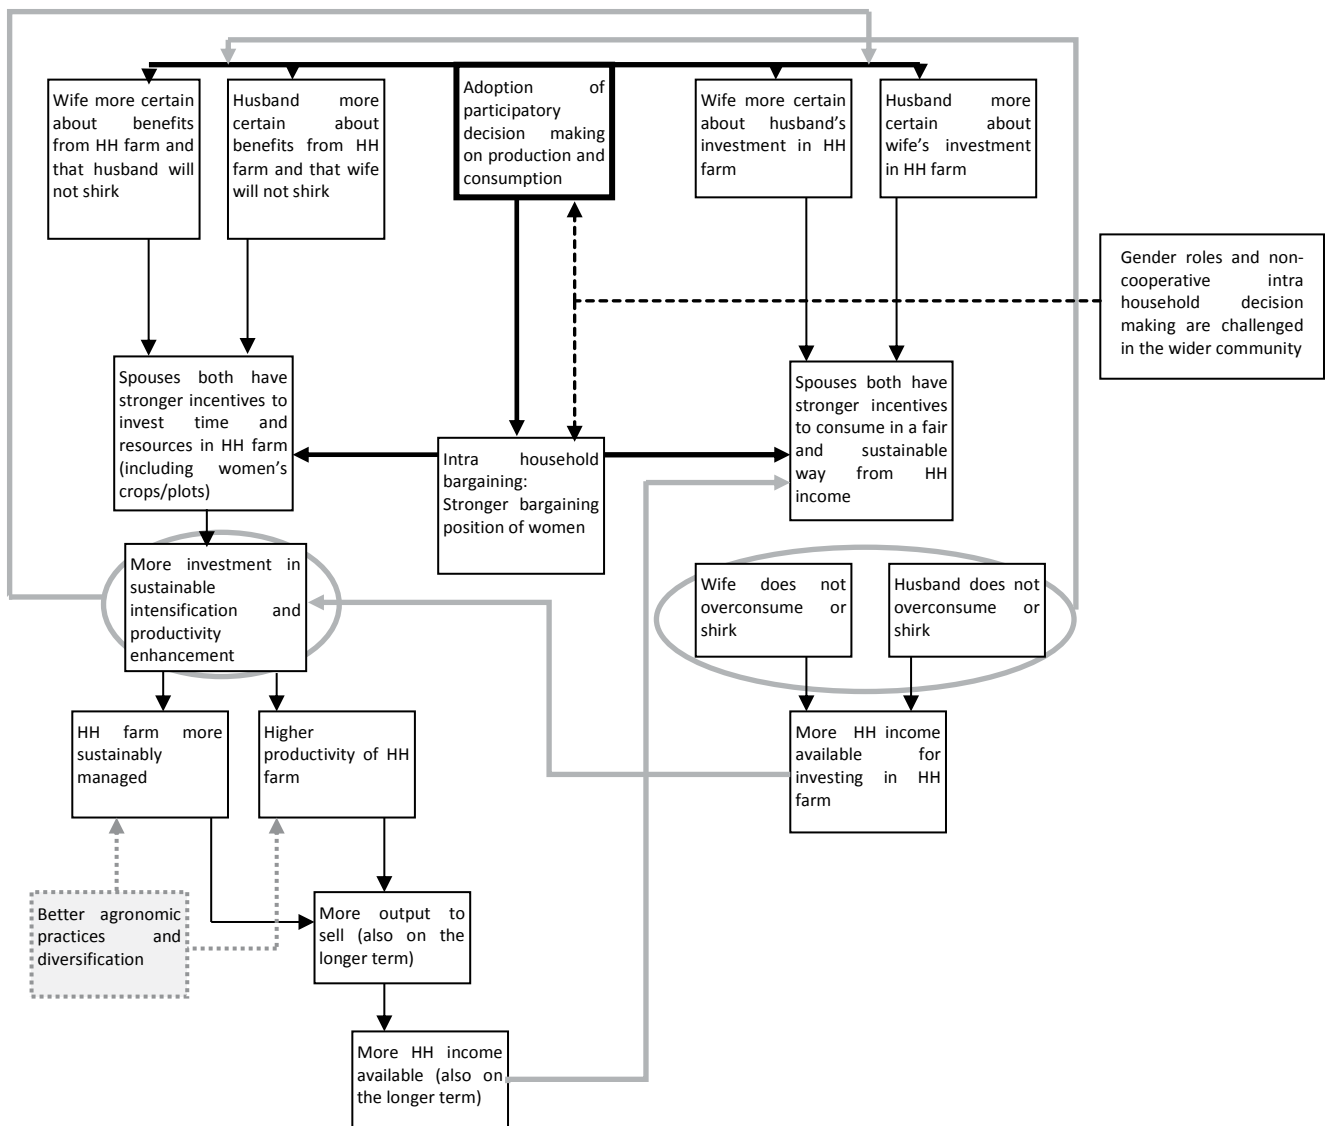 Wife more certain
about benefits
from HH farm and
that husband will
not shirk
Husband more
certain about
benefits from HH
farm and that wife
will not shirk
Adoption of
participatory
decision making
on production and
consumption
Wife more certain
about husband's
investment in HH
farm
Husband more
certain about
wife's investment
in HH farm
Gender roles and non-
cooperative intra
household decision
making are challenged
in the wider community
Spouses both have
stronger incentives to
invest time and
resources in HH farm
(including women's
crops/plots)
Intra household
bargaining:
Stronger bargaining
position of women
Spouses both have
stronger incentives
to consume in a fair
and sustainable
way from HH
income
More investment in
sustainable
intensification and
productivity
enhancement
Wife does not
overconsume or
shirk
Husband does not
overconsume or
shirk
HH farm more
sustainably
managed
Higher
productivity of HH
farm
More HH income
available for
investing in HH
farm
Better agronomic
practices and
diversification
More output to
sell (also on the
longer term)
More HH income
available (also on
the longer term)